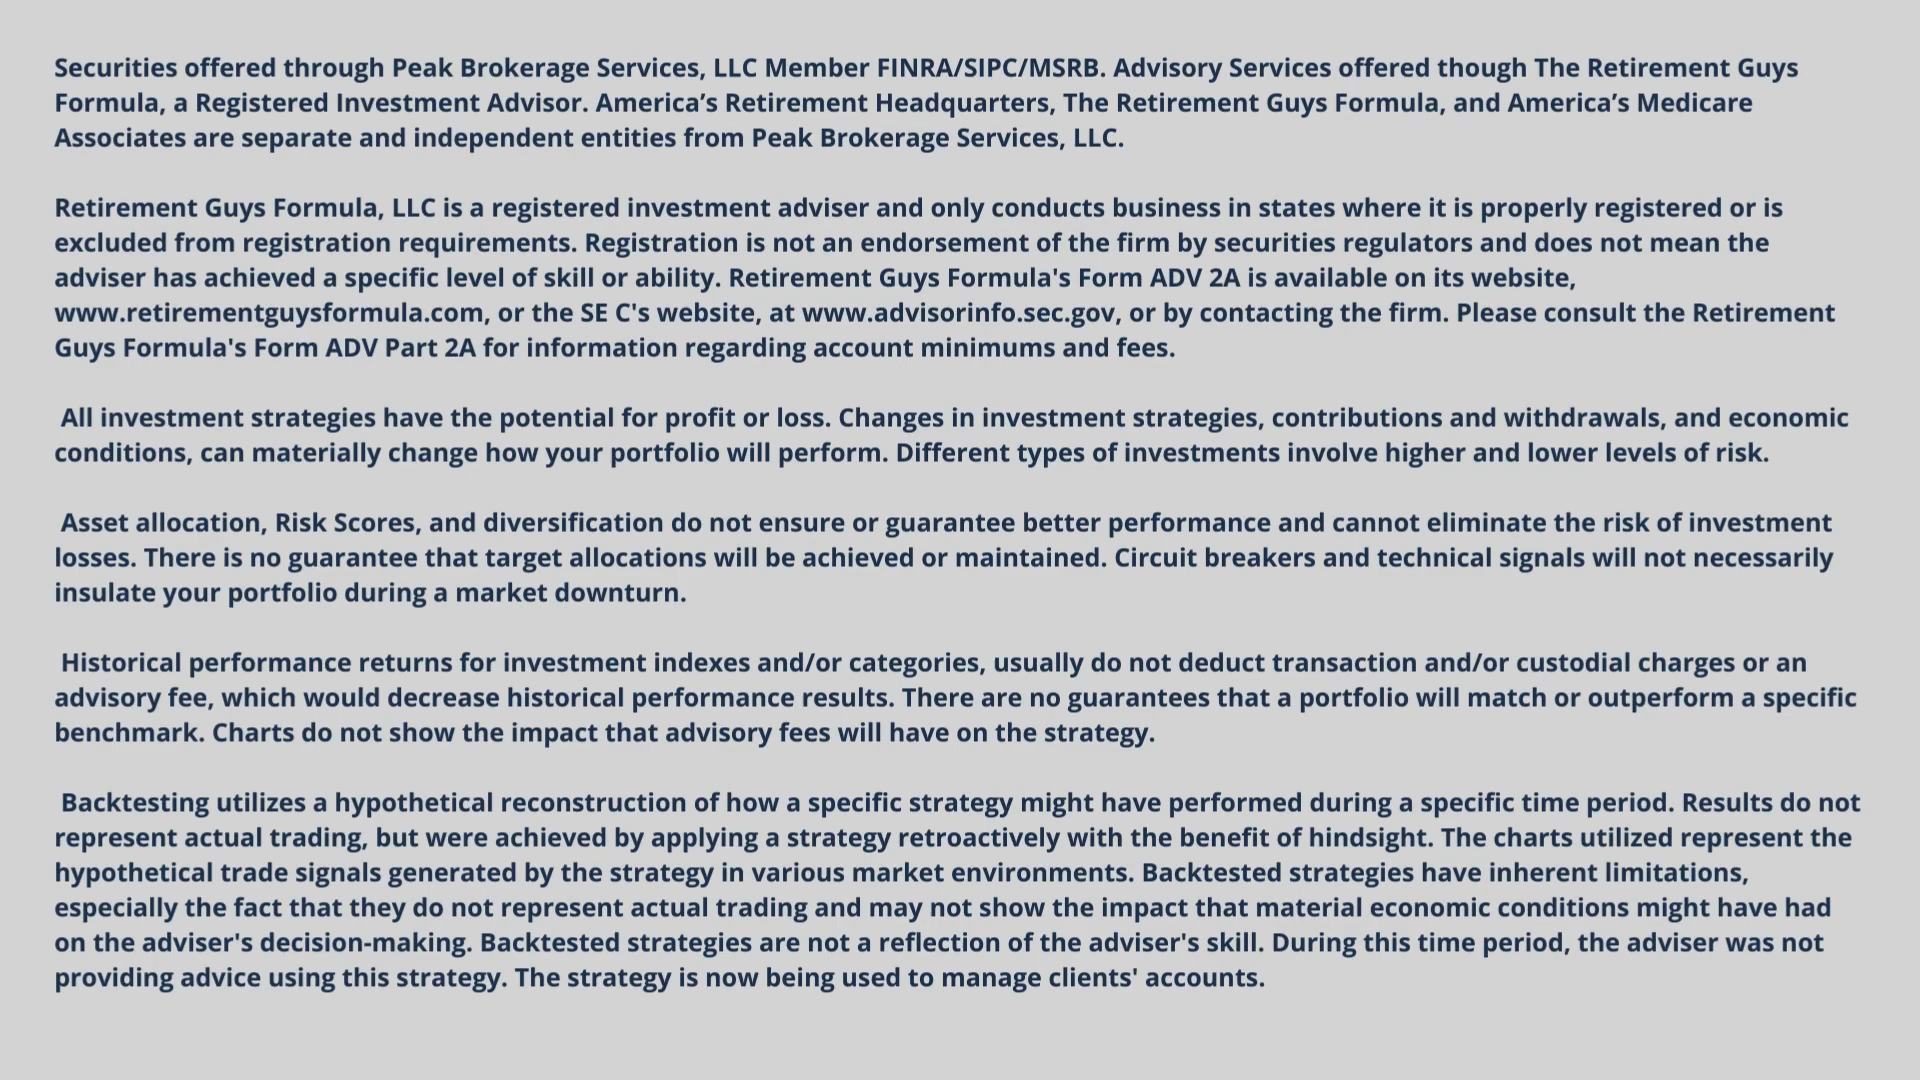 Securities offered through Peak Brokerage Services, LLC Member FINRA/SIPC/MSRB. Advisory Services offered though The Retirement Guys
Formula, a Registered Investment Advisor. America’s Retirement Headquarters, The Retirement Guys Formula, and America’s Medicare
Associates are separate and independent entities from Peak Brokerage Services, LLC.
Retirement Guys Formula, LLC is a registered investment adviser and only conducts business in states where it is properly registered or is
excluded from registration requirements. Registration is not an endorsement of the firm by securities regulators and does not mean the
adviser has achieved a specific level of skill or ability. Retirement Guys Formula's Form ADV 2A is available on its website,
www.retirementguysformula.com, or the SE C's website, at www.advisorinfo.sec.gov, or by contacting the firm. Please consult the Retirement
Guys Formula's Form ADV Part 2A for information regarding account minimums and fees.
All investment strategies have the potential for profit or loss. Changes in investment strategies, contributions and withdrawals, and economic
conditions, can materially change how your portfolio will perform. Different types of investments involve higher and lower levels of risk.
Asset allocation, Risk Scores, and diversification do not ensure or guarantee better performance and cannot eliminate the risk of investment
losses. There is no guarantee that target allocations will be achieved or maintained. Circuit breakers and technical signals will not necessarily
insulate your portfolio during a market downturn.
Historical performance returns for investment indexes and/or categories, usually do not deduct transaction and/or custodial charges or an
advisory fee, which would decrease historical performance results. There are no guarantees that a portfolio will match or outperform a specific
benchmark. Charts do not show the impact that advisory fees will have on the strategy.
Backtesting utilizes a hypothetical reconstruction of how a specific strategy might have performed during a specific time period. Results do not
represent actual trading, but were achieved by applying a strategy retroactively with the benefit of hindsight. The charts utilized represent the
hypothetical trade signals generated by the strategy in various market environments. Backtested strategies have inherent limitations,
especially the fact that they do not represent actual trading and may not show the impact that material economic conditions might have had
on the adviser's decision-making. Backtested strategies are not a reflection of the adviser's skill. During this time period, the adviser was not
providing advice using this strategy. The strategy is now being used to manage clients' accounts.